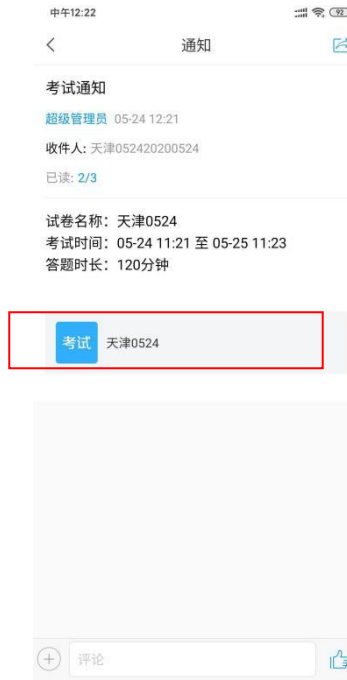 中午12:22
92
通知
考试通知
超级管理员 05-24 12:21
收件人: 天津052420200524
已读: 2/3
试卷名称：天津0524
考试时间：05-24 11:21 至 05-25 11:23
答题时长：120分钟
考试 天津0524
评论